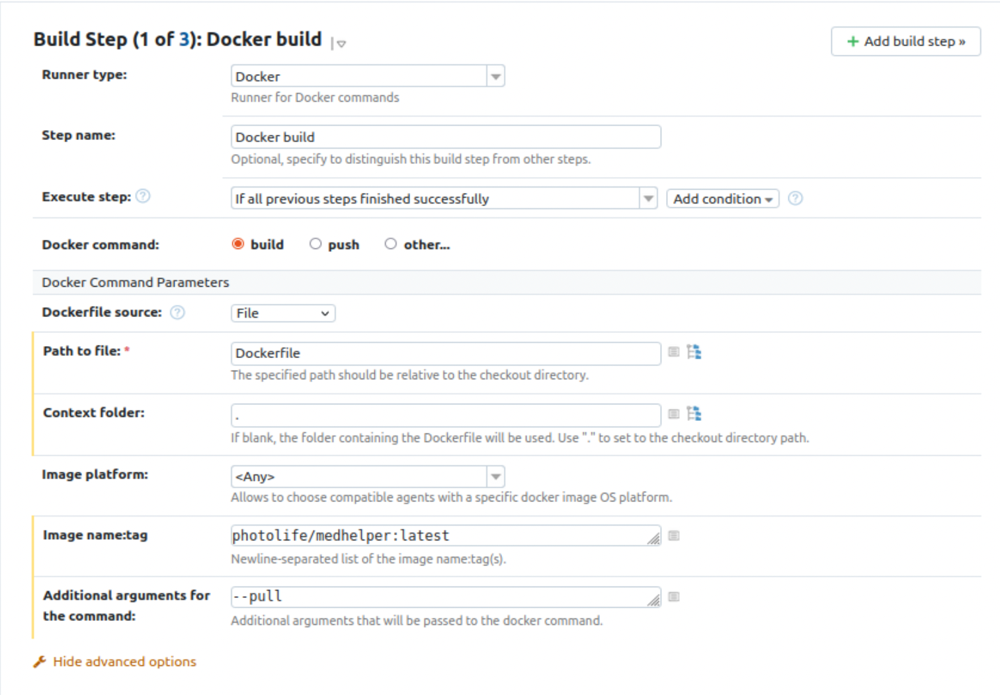 Build Step (1 of 3): Docker build
+ Add build step »
Runner type:
Docker
Runner for Docker commands
Step name:
Docker build
Optional, specify to distinguish this build step from other steps.
Execute step: ?
If all previous steps finished successfully
Add condition
?
Docker command:
build
push
other...
Docker Command Parameters
Dockerfile source: ?
File
Path to file: *
Dockerfile
The specified path should be relative to the checkout directory.
Context folder:
.
If blank, the folder containing the Dockerfile will be used. Use "." to set to the checkout directory path.
Image platform:
<Any>
Allows to choose compatible agents with a specific docker image OS platform.
Image name:tag
photolife/medhelper:latest
Newline-separated list of the image name:tag(s).
Additional arguments for
the command:
--pull
Additional arguments that will be passed to the docker command.
Hide advanced options